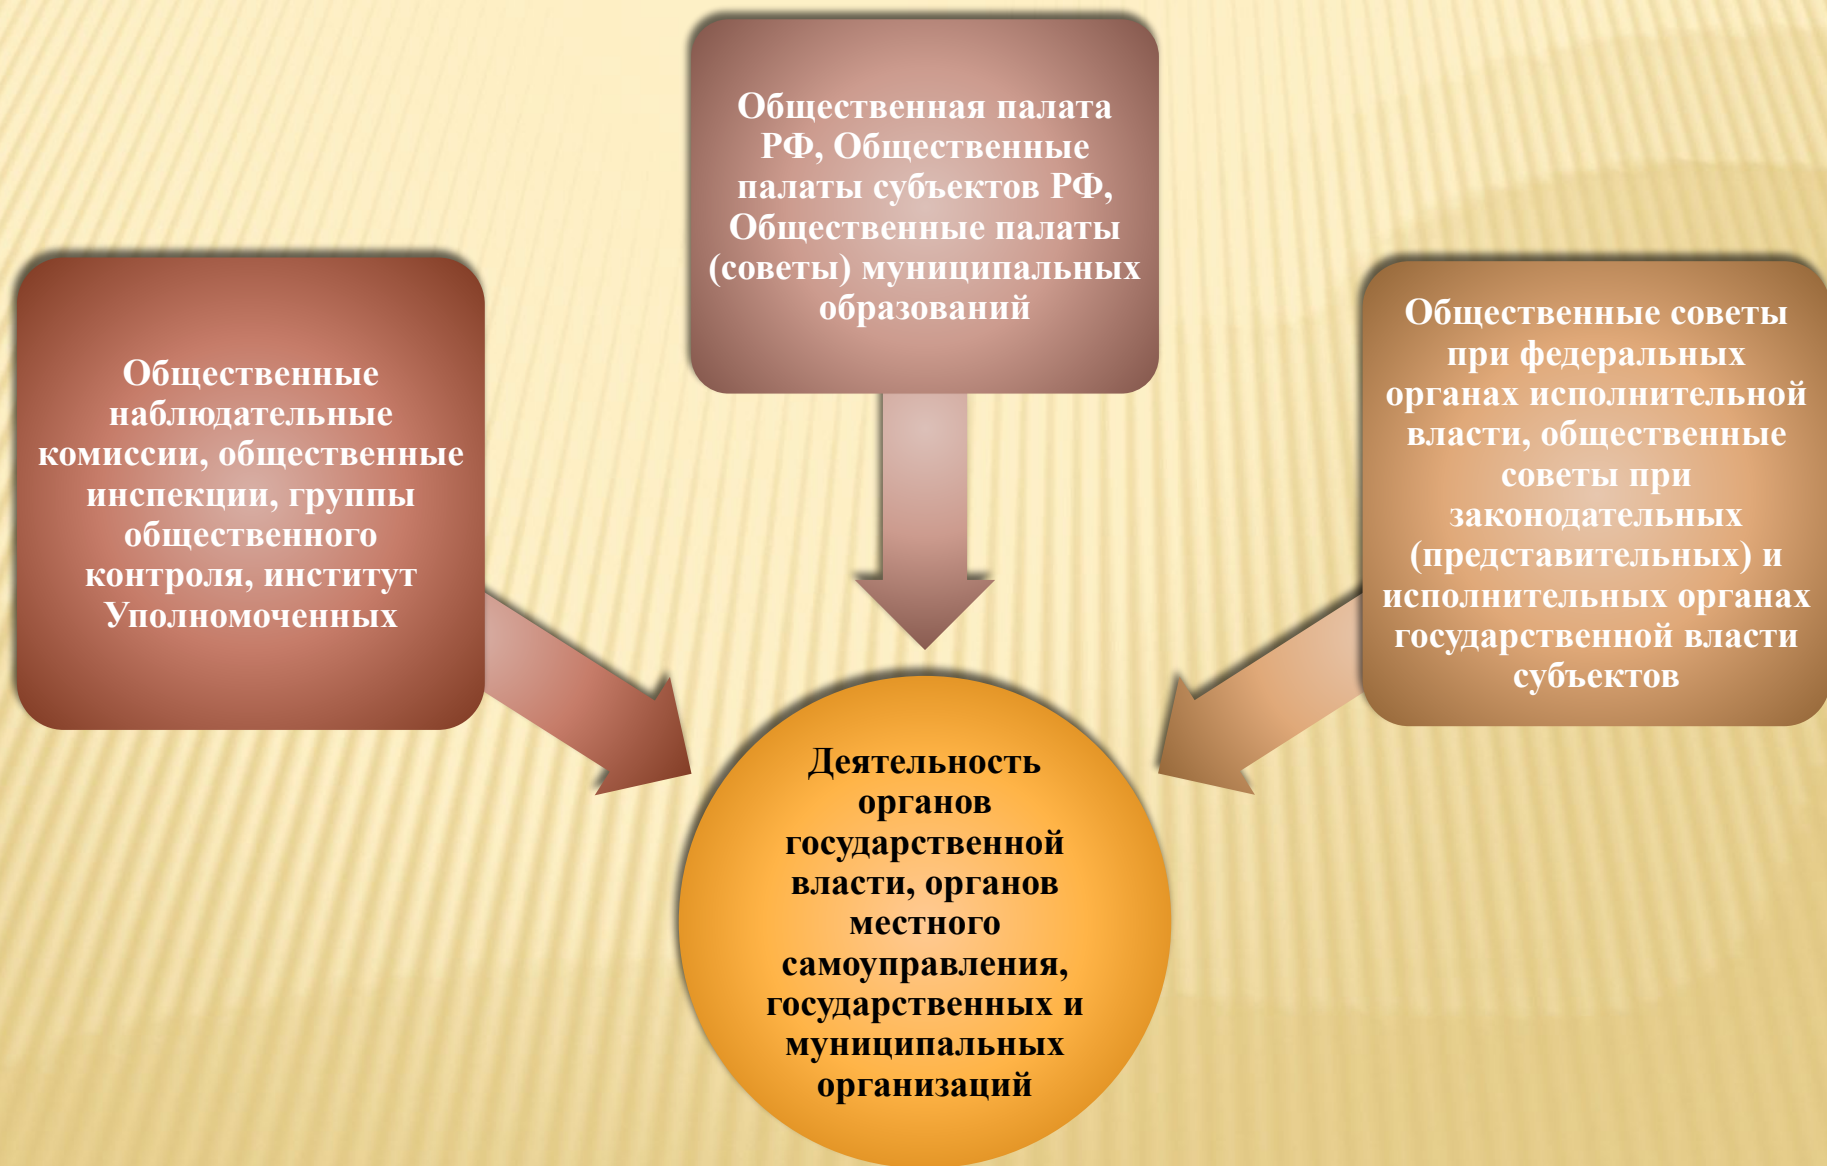 Общественная палата
РФ, Общественные
палаты субъектов РФ,
Общественные палаты
(советы) муниципальных
образований
Общественные
наблюдательные
комиссии, общественные
инспекции, группы
общественного
контроля, институт
Уполномоченных
Общественные советы
при федеральных
органах исполнительной
власти, общественные
советы при
законодательных
(представительных) и
исполнительных органах
государственной власти
субъектов
Деятельность
органов
государственной
власти, органов
местного
самоуправления,
государственных и
муниципальных
организаций